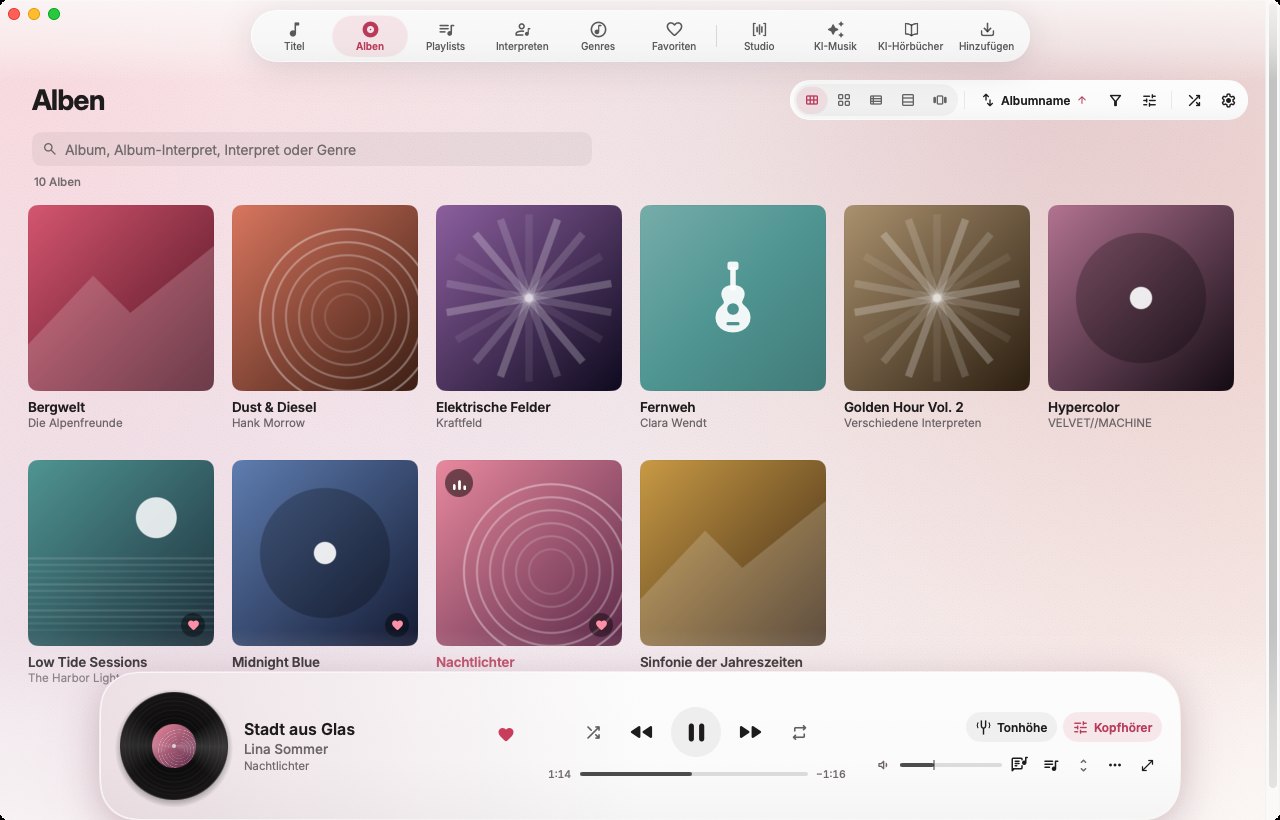 Titel
Alben
Playlists
Interpreten
Genres
Favoriten
Studio
KI-Musik
KI-Hörbücher
Hinzufügen
Alben
Albumname
Album, Album-Interpret, Interpret oder Genre
10 Alben
Bergwelt
Die Alpenfreunde
Dust & Diesel
Hank Morrow
Elektrische Felder
Kraftfeld
Fernweh
Clara Wendt
Golden Hour Vol. 2
Verschiedene Interpreten
Hypercolor
VELVET//MACHINE
Low Tide Sessions
The Harbor Light
Midnight Blue
Nachtlichter
Sinfonie der Jahreszeiten
Stadt aus Glas
Lina Sommer
Nachtlichter
1:14
−1:16
Tonhöhe
Kopfhörer